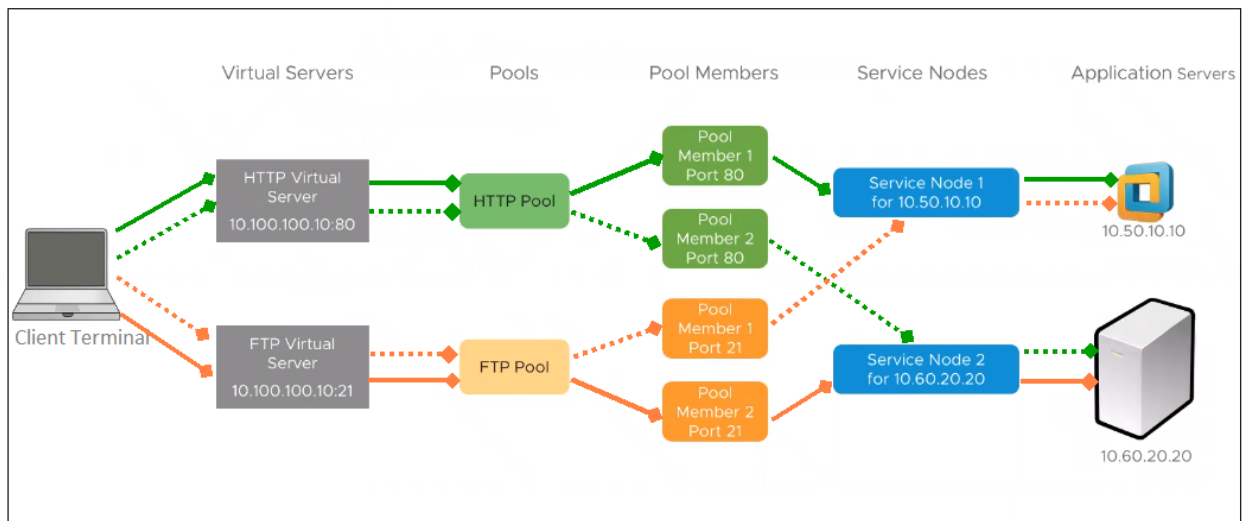 Virtual Servers
Pools
Pool Members
Service Nodes
Application Servers
HTTP Virtual
Server
10.100.100.10:80
HTTP Pool
Pool
Member 1
Port 80
Pool
Member 2
Port 80
Service Node 1
for 10.50.10.10
10.50.10.10
Client Terminal
FTP Virtual
Server
10.100.100.10:21
FTP Pool
Pool
Member 1
Port 21
Pool
Member 2
Port 21
Service Node 2
for 10.60.20.20
10.60.20.20